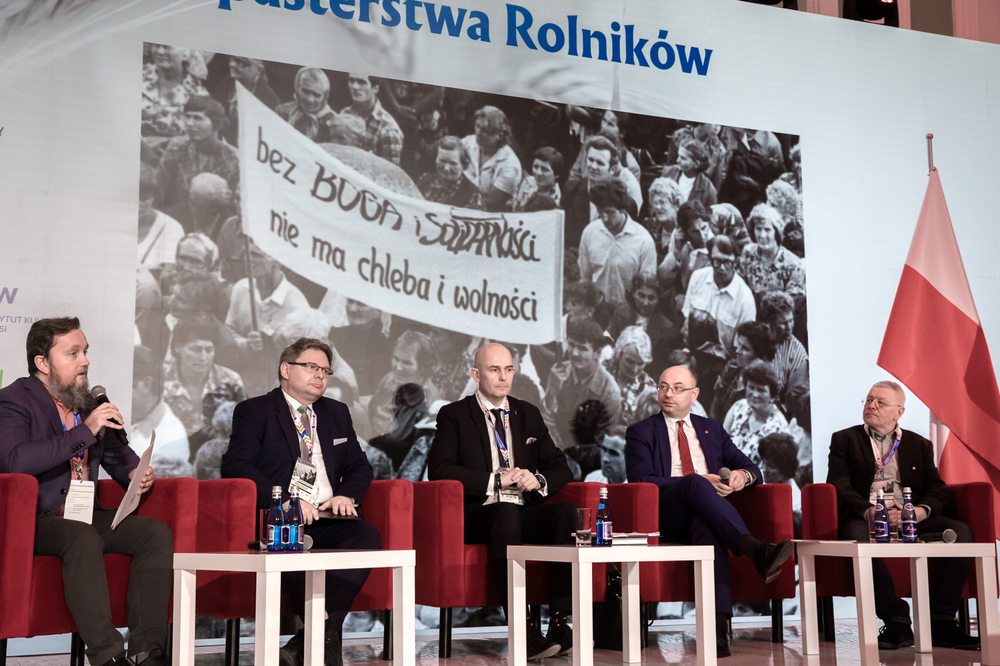 pasterstwa Rolników
bez BOGA i SOLIDARNOŚCi
nie ma chleba i wolności